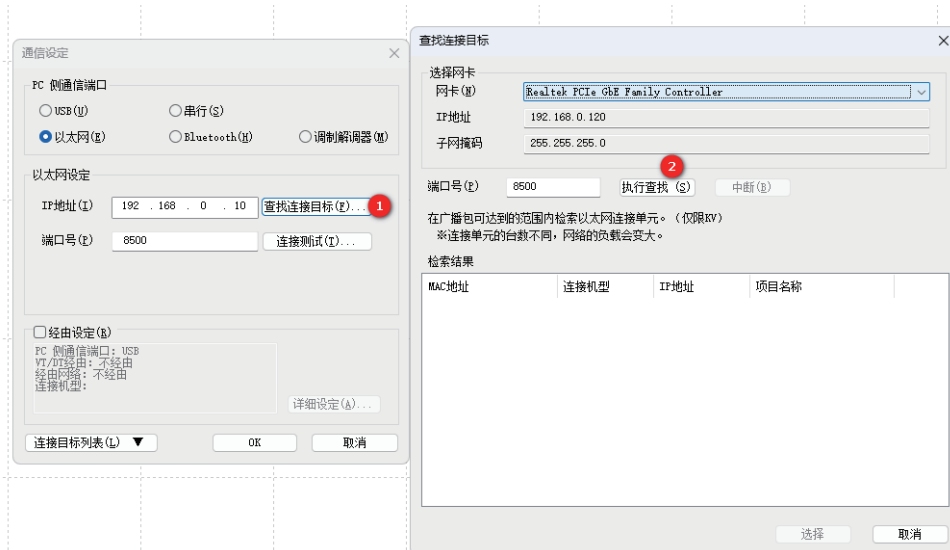 通信设定
PC 侧通信端口
USB(U)
串行(S)
以太网(E)
Bluetooth(H)
调制解调器(M)
以太网设定
IP地址(I)
192 . 168 . 0 . 10
查找连接目标(F)...
1
端口号(P)
8500
连接测试(T)...
经由设定(R)
PC 侧通信端口: USB
VT/DT经由: 不经由
经由网络: 不经由
连接机型:
详细设定(A)...
连接目标列表(L) ▼
OK
取消
查找连接目标
选择网卡
网卡(N)
Realtek PCIe GbE Family Controller
IP地址
192.168.0.120
子网掩码
255.255.255.0
2
端口号(P)
8500
执行查找 (S)
中断(B)
在广播包可达到的范围内检索以太网连接单元。(仅限KV)
※连接单元的台数不同，网络的负载会变大。
检索结果
MAC地址
连接机型
IP地址
项目名称
选择
取消